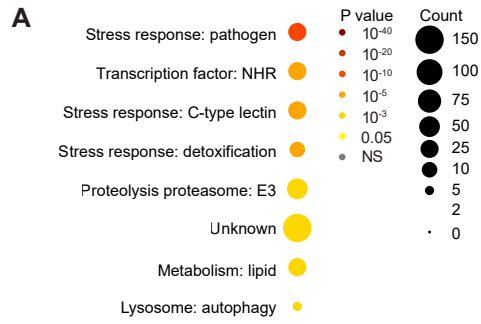 A
P value
Count
Stress response: pathogen
Transcription factor: NHR
Stress response: C-type lectin
Stress response: detoxification
Proteolysis proteasome: E3
Unknown
Metabolism: lipid
Lysosome: autophagy
10-40
10-20
10-10
10-5
10-3
0.05
NS
150
100
75
50
25
10
5
2
0